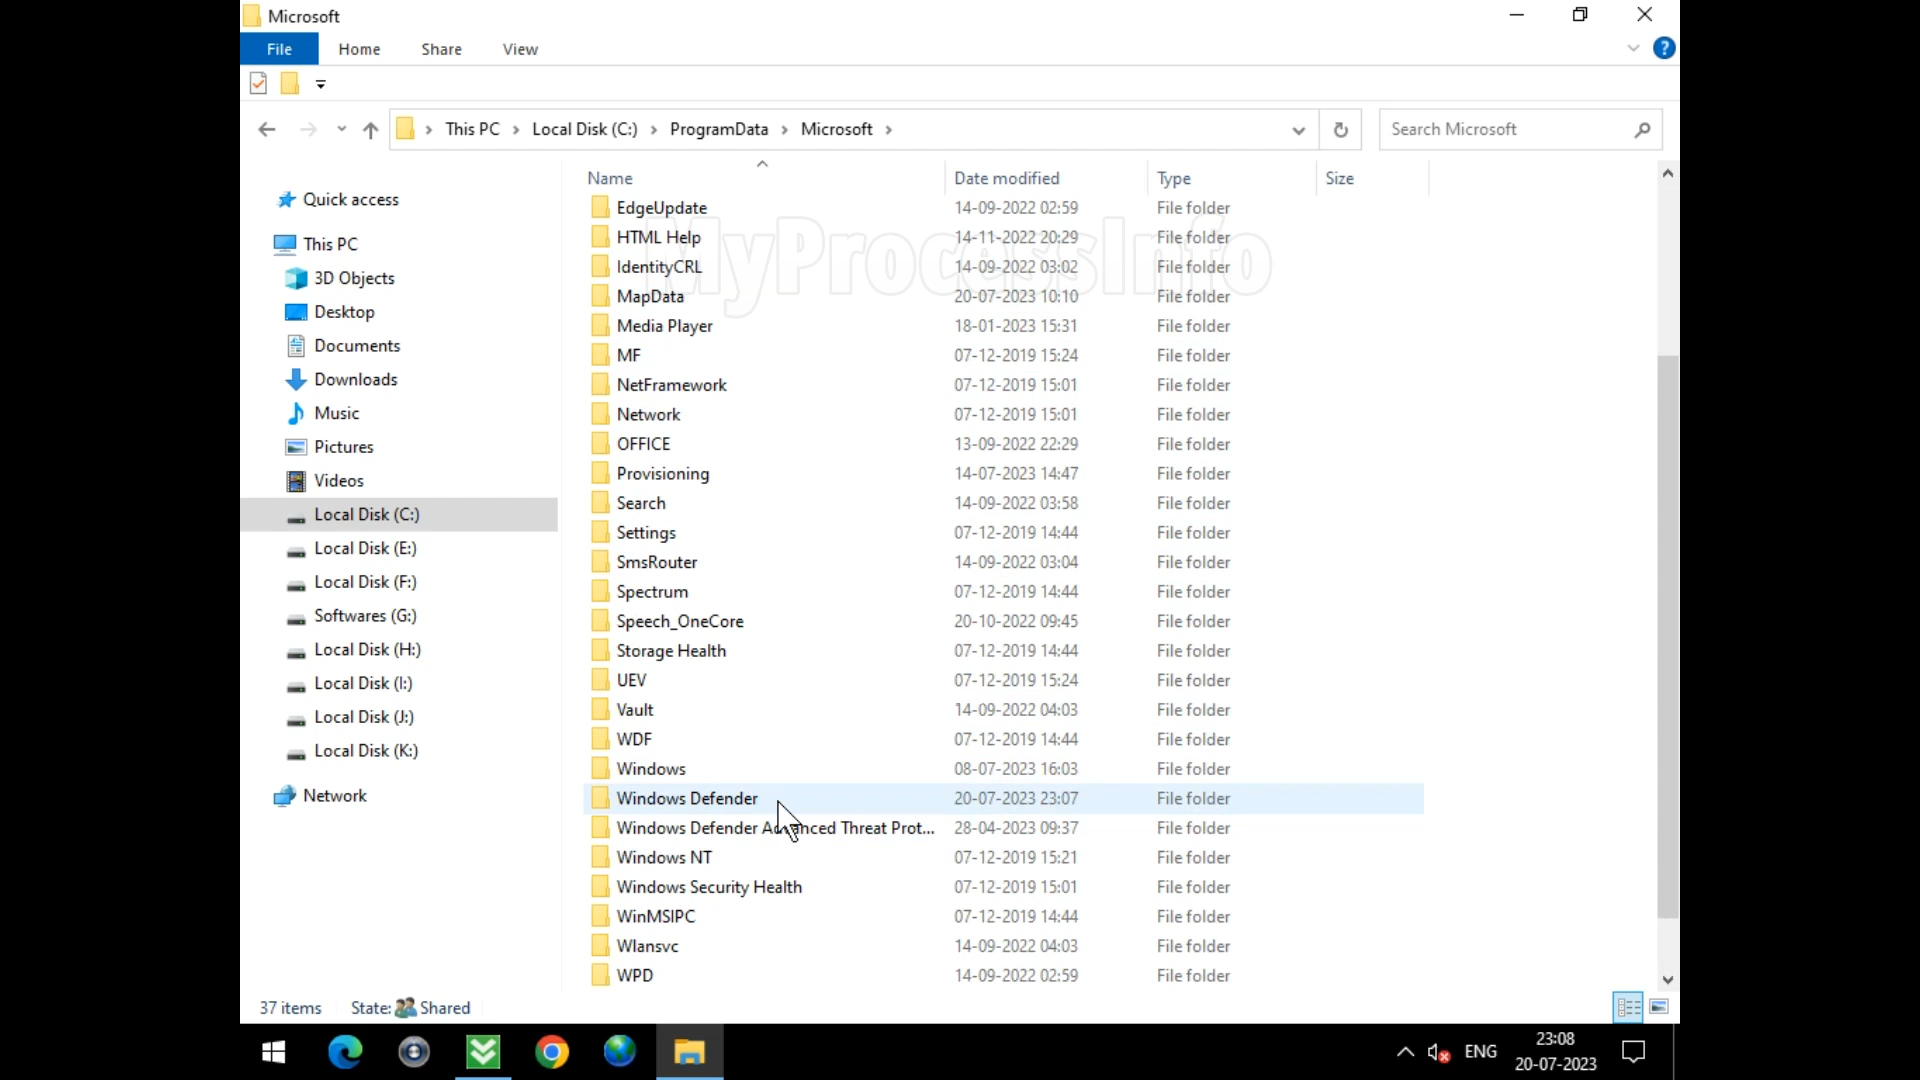 Microsoft
File Home Share View
This PC > Local Disk (C:) > ProgramData > Microsoft >
Search Microsoft
Quick access
This PC
3D Objects
Desktop
Documents
Downloads
Music
Pictures
Videos
Local Disk (C:)
Local Disk (E:)
Local Disk (F:)
Softwares (G:)
Local Disk (H:)
Local Disk (I:)
Local Disk (J:)
Local Disk (K:)
Network
Name Date modified Type Size
EdgeUpdate 14-09-2022 02:59 File folder
HTML Help 14-11-2022 20:29 File folder
MyProcessInfo
IdentityCRL 14-09-2022 03:02 File folder
MapData 20-07-2023 10:10 File folder
Media Player 18-01-2023 15:31 File folder
MF 07-12-2019 15:24 File folder
NetFramework 07-12-2019 15:01 File folder
Network 07-12-2019 15:01 File folder
OFFICE 13-09-2022 22:29 File folder
Provisioning 14-07-2023 14:47 File folder
Search 14-09-2022 03:58 File folder
Settings 07-12-2019 14:44 File folder
SmsRouter 14-09-2022 03:04 File folder
Spectrum 07-12-2019 14:44 File folder
Speech_OneCore 20-10-2022 09:45 File folder
Storage Health 07-12-2019 14:44 File folder
UEV 07-12-2019 15:24 File folder
Vault 14-09-2022 04:03 File folder
WDF 07-12-2019 14:44 File folder
Windows 08-07-2023 16:03 File folder
Windows Defender 20-07-2023 23:07 File folder
Windows Defender Advanced Threat Prot... 28-04-2023 09:37 File folder
Windows NT 07-12-2019 15:21 File folder
Windows Security Health 07-12-2019 15:01 File folder
WinMSIPC 07-12-2019 14:44 File folder
Wlansvc 14-09-2022 04:03 File folder
WPD 14-09-2022 02:59 File folder
37 items State: Shared
ENG
23:08
20-07-2023